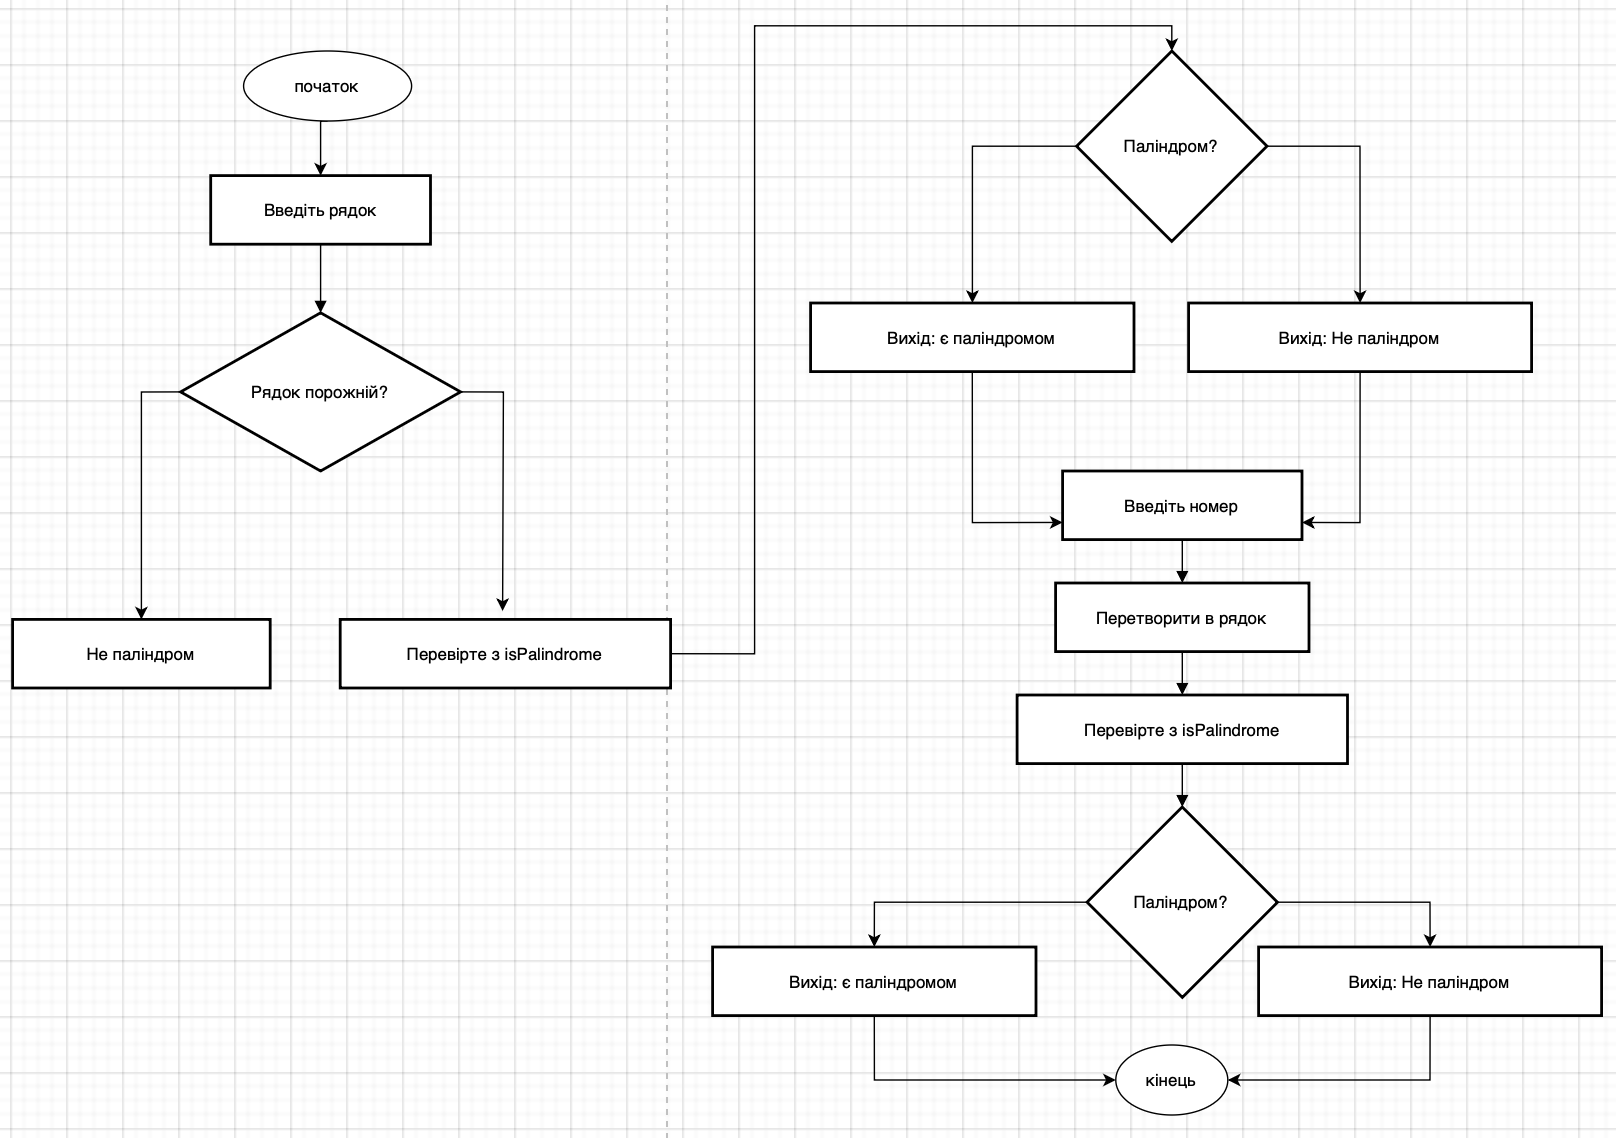 початок
Введіть рядок
Рядок порожній?
Не паліндром
Перевірте з isPalindrome
Паліндром?
Вихід: є паліндромом
Вихід: Не паліндром
Введіть номер
Перетворити в рядок
Перевірте з isPalindrome
Паліндром?
Вихід: є паліндромом
Вихід: Не паліндром
кінець